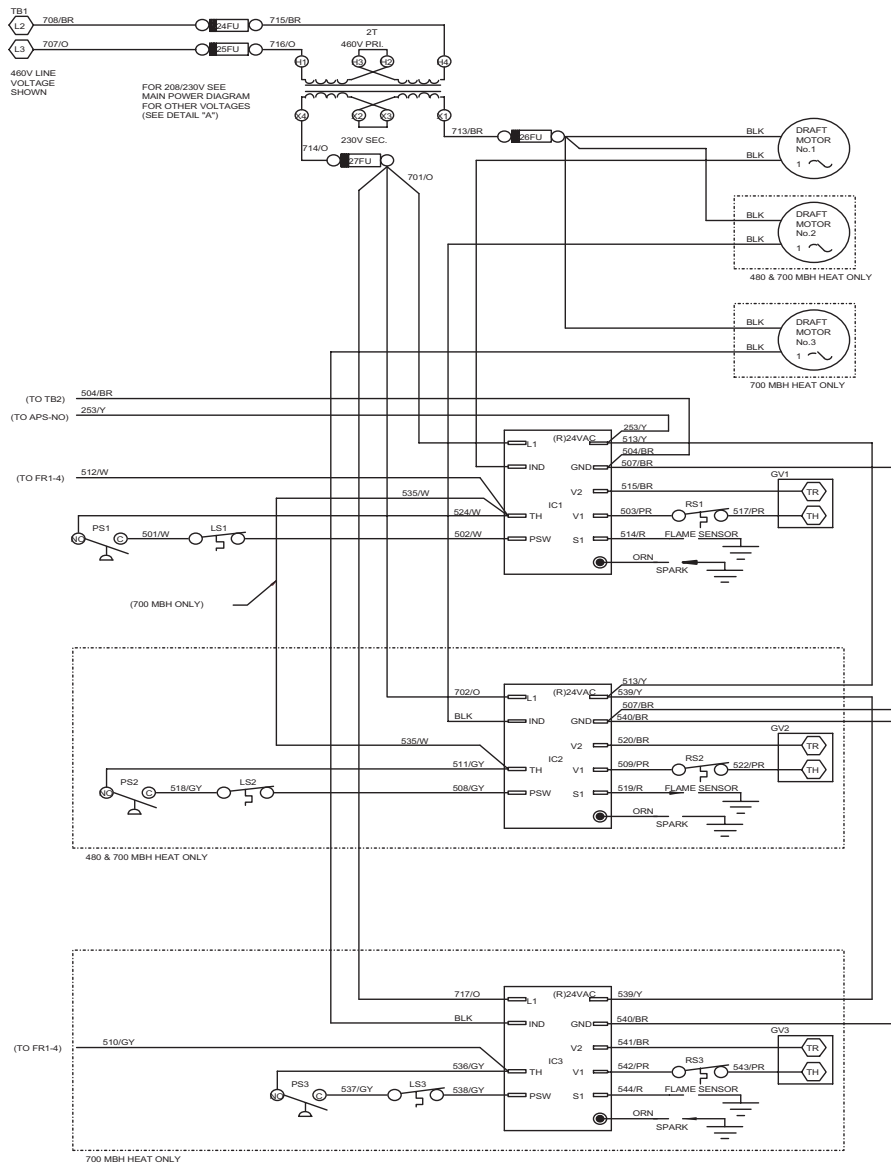 TB1
L2 708/BR 24FU 715/BR
2T
L3 707/O 25FU 716/O
460V PRI.
H1 H3 H2 H4
460V LINE
VOLTAGE
SHOWN
FOR 208/230V SEE
MAIN POWER DIAGRAM
FOR OTHER VOLTAGES
(SEE DETAIL "A")
X4 X2 X3 X1
230V SEC.
713/BR 26FU
714/O 27FU
701/O
BLK
BLK
DRAFT
MOTOR
No.1
1
BLK
BLK
DRAFT
MOTOR
No.2
1
480 & 700 MBH HEAT ONLY
BLK
BLK
DRAFT
MOTOR
No.3
1
700 MBH HEAT ONLY
(TO TB2) 504/BR
(TO APS-NO) 253/Y
253/Y
L1 (R)24VAC 513/Y
504/BR
IND GND 507/BR
(TO FR1-4) 512/W
GV1
V2 515/BR TR
535/W
IC1
524/W TH V1 503/PR RS1 517/PR TH
PS1
NO C 501/W LS1 502/W PSW S1 514/R FLAME SENSOR
ORN
SPARK
(700 MBH ONLY)
513/Y
702/O L1 (R)24VAC 539/Y
507/BR
BLK IND GND 540/BR
GV2
535/W V2 520/BR TR
IC2
511/GY TH V1 509/PR RS2 522/PR TH
PS2
NO C 518/GY LS2 508/GY PSW S1 519/R FLAME SENSOR
ORN
SPARK
480 & 700 MBH HEAT ONLY
717/O L1 (R)24VAC 539/Y
BLK IND GND 540/BR
GV3
(TO FR1-4) 510/GY V2 541/BR TR
IC3
536/GY TH V1 542/PR RS3 543/PR TH
PS3
NO C 537/GY LS3 538/GY PSW S1 544/R FLAME SENSOR
ORN
SPARK
700 MBH HEAT ONLY